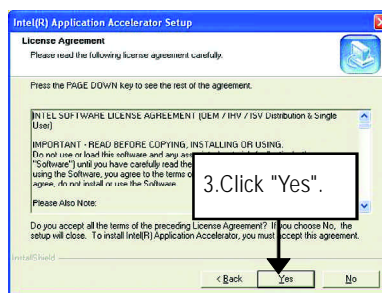 Intel(R) Application Accelerator Setup
License Agreement
Please read the following license agreement carefully.
Press the PAGE DOWN key to see the rest of the agreement.
INTEL SOFTWARE LICENSE AGREEMENT (OEM / IHV / ISV Distribution & Single
User)
IMPORTANT - READ BEFORE COPYING, INSTALLING OR USING.
Do not use or load this software and any
"Software") until you have carefully read the
using the Software, you agree to the terms o
agree, do not install or use the Software.
Please Also Note:
3.Click "Yes".
Do you accept all the terms of the preceding License Agreement? If you choose No, the
setup will close. To install Intel(R) Application Accelerator, you must accept this agreement.
InstallShield
< Back
Yes
No